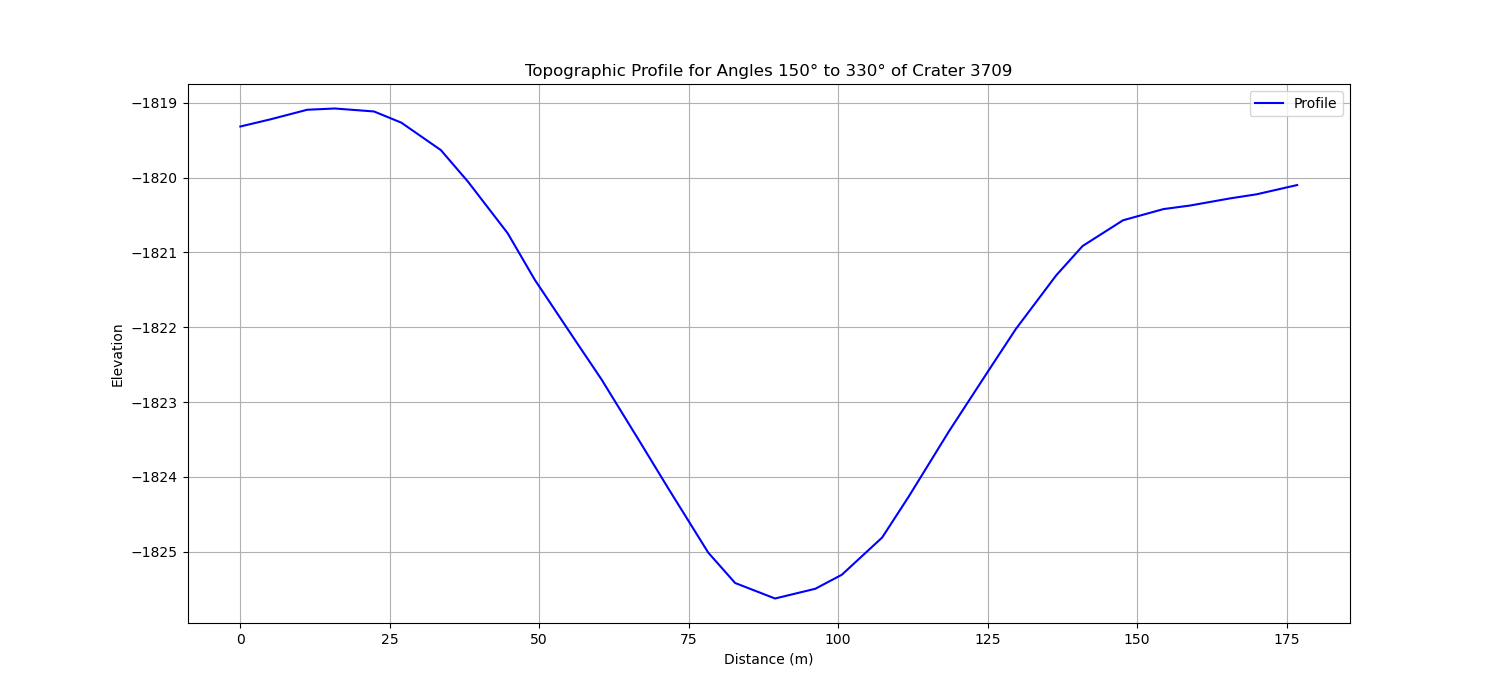 Topographic Profile for Angles 150° to 330° of Crater 3709
Profile
−1819
−1820
−1821
−1822
−1823
−1824
−1825
Elevation
0 25 50 75 100 125 150 175
Distance (m)